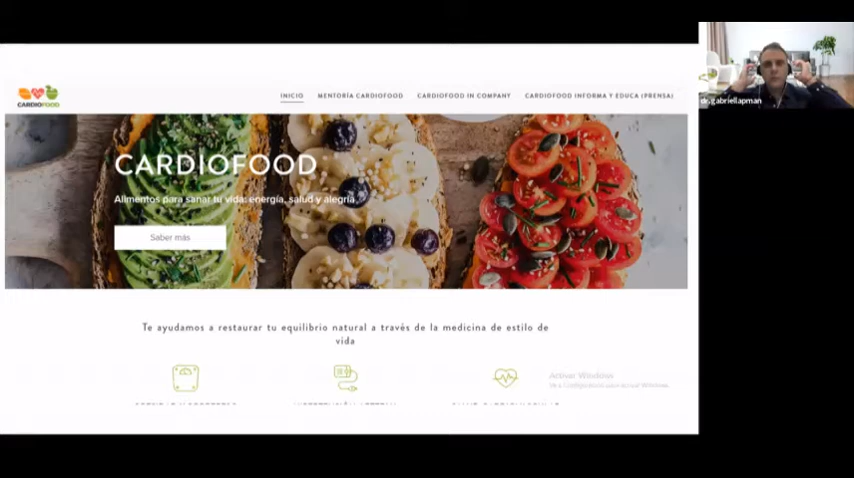 CARDIOFOOD
INICIO
MENTORÍA CARDIOFOOD
CARDIOFOOD IN COMPANY
CARDIOFOOD INFORMA Y EDUCA (PRENSA)
dr.gabriellapman
CARDIOFOOD
Alimentos para sanar tu vida: energía, salud y alegría
Saber más
Te ayudamos a restaurar tu equilibrio natural a través de la medicina de estilo de
vida
Activar Windows